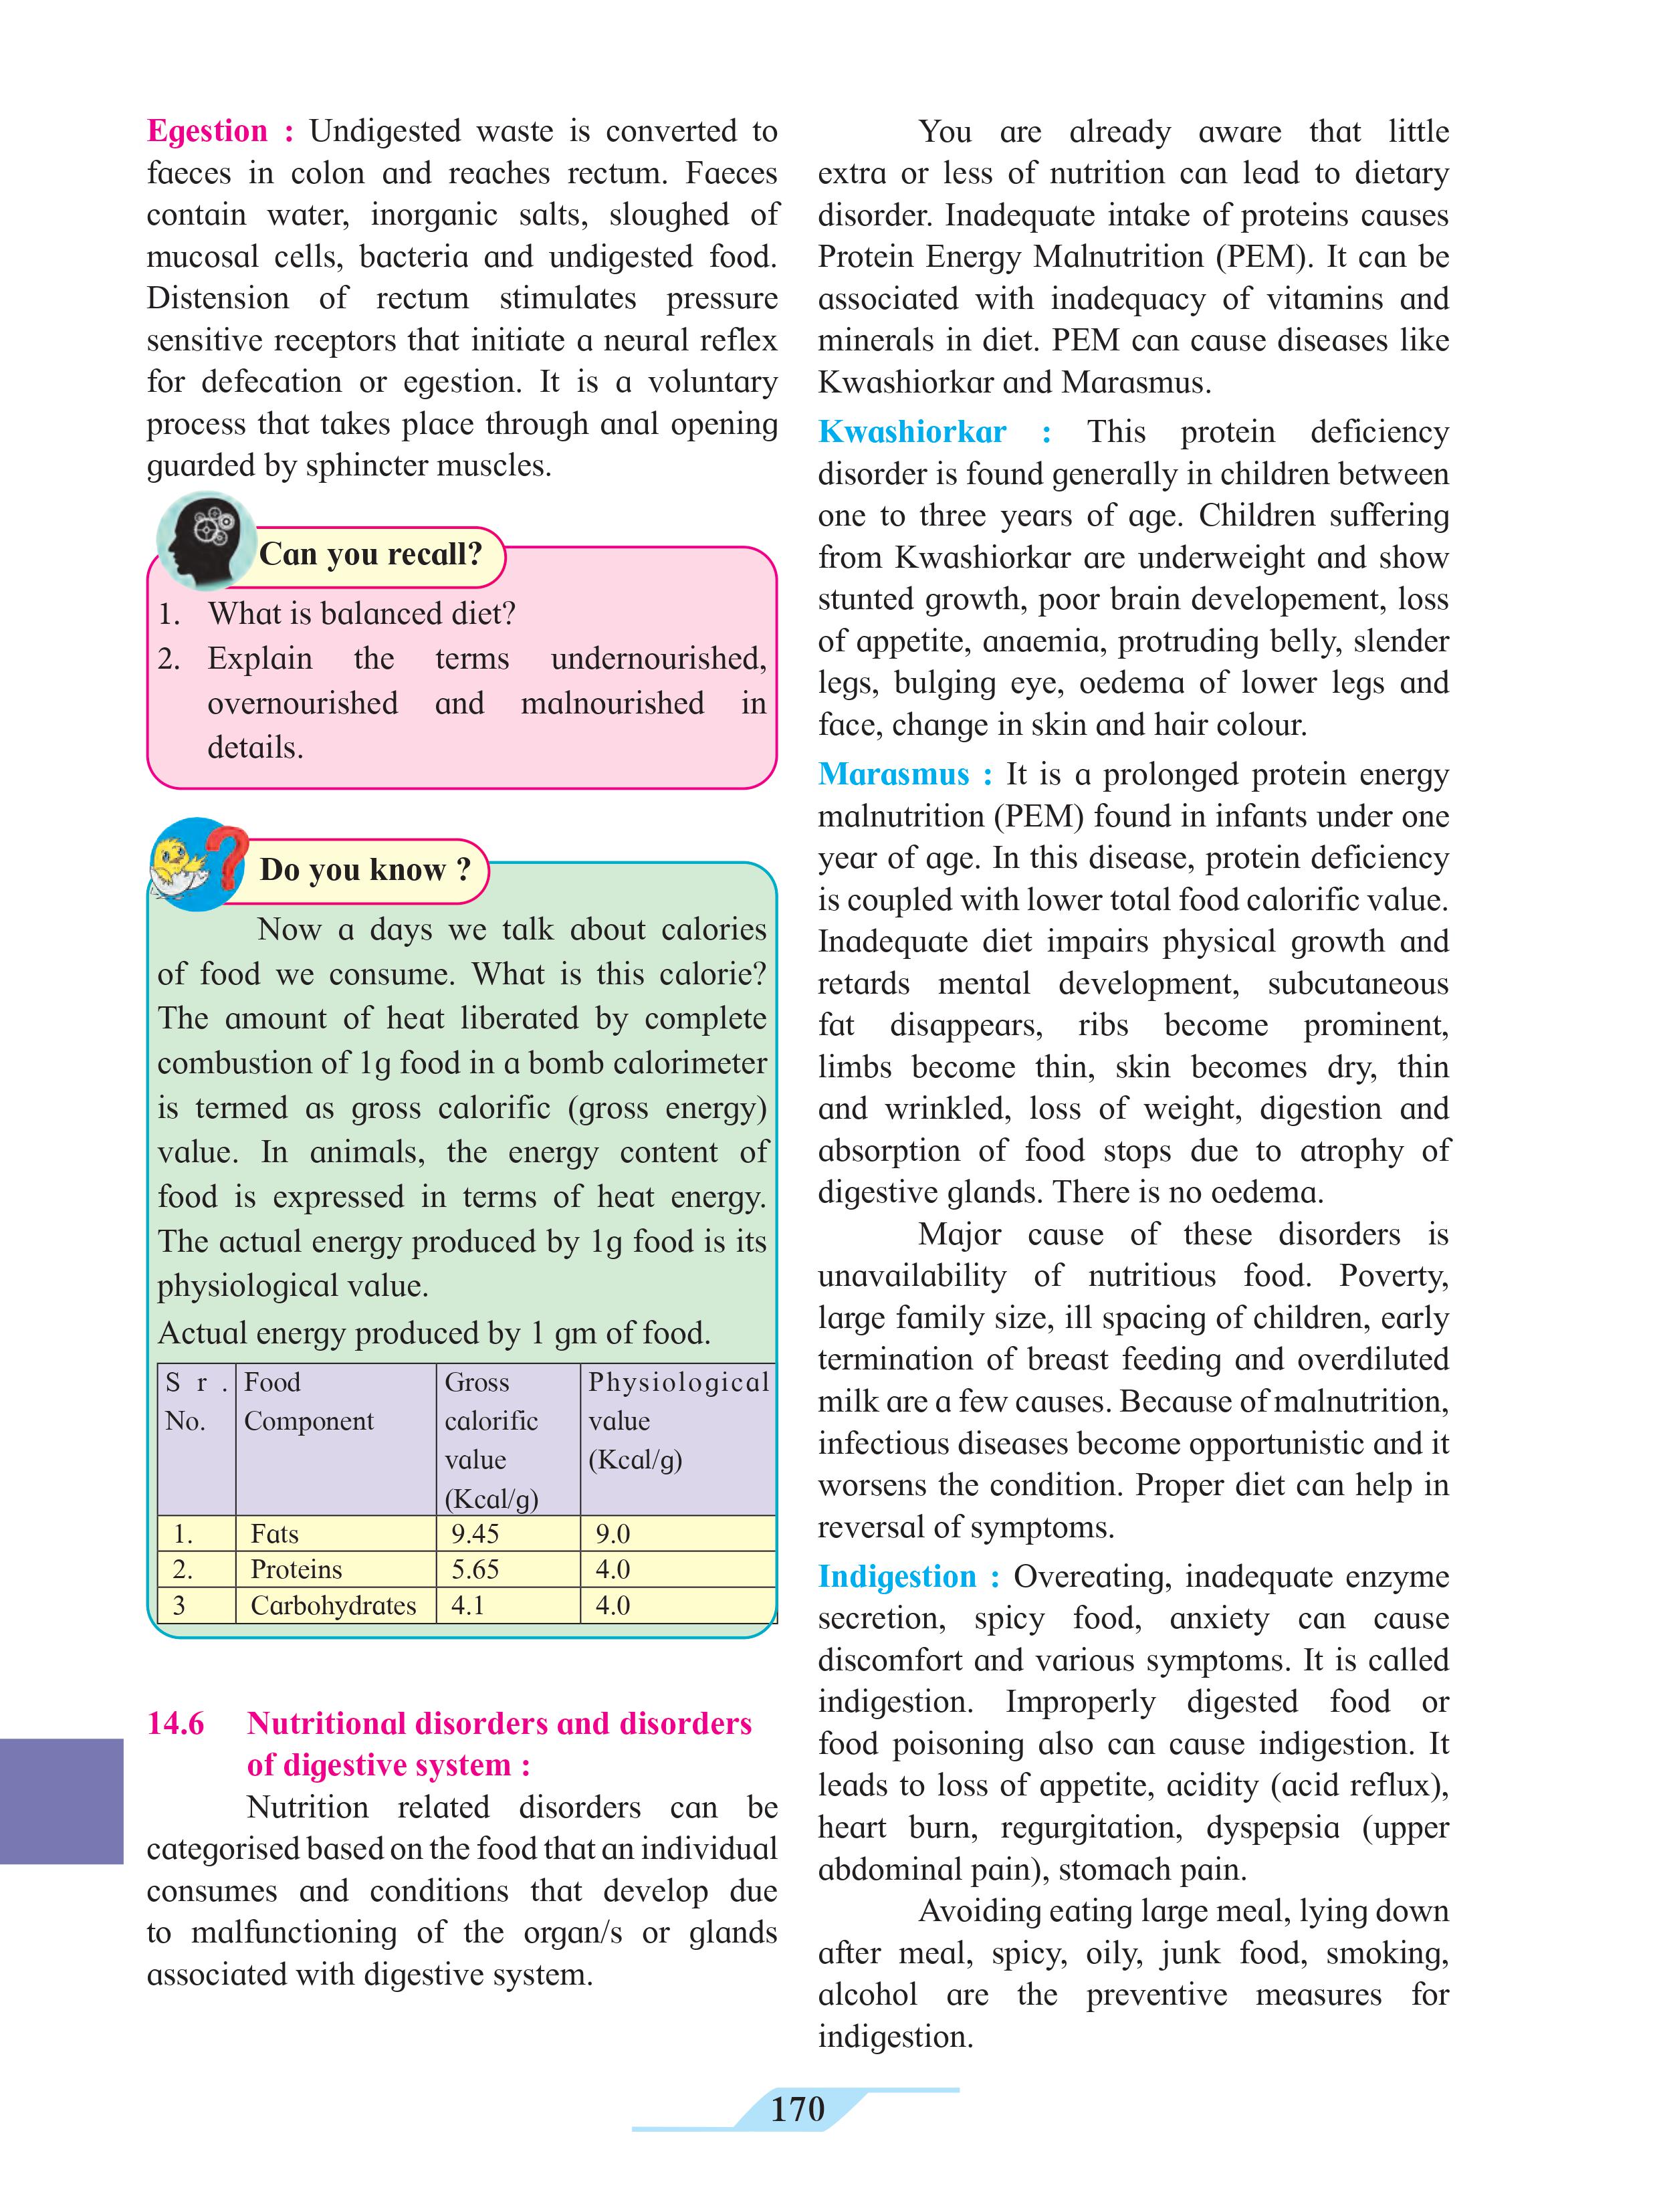 Egestion : Undigested waste is converted to
faeces in colon and reaches rectum. Faeces
contain water, inorganic salts, sloughed of
mucosal cells, bacteria and undigested food.
Distension of rectum stimulates pressure
sensitive receptors that initiate a neural reflex
for defecation or egestion. It is a voluntary
process that takes place through anal opening
guarded by sphincter muscles.
Can you recall?
1. What is balanced diet?
2. Explain the terms undernourished,
overnourished and malnourished in
details.
Do you know ?
Now a days we talk about calories
of food we consume. What is this calorie?
The amount of heat liberated by complete
combustion of 1g food in a bomb calorimeter
is termed as gross calorific (gross energy)
value. In animals, the energy content of
food is expressed in terms of heat energy.
The actual energy produced by 1g food is its
physiological value.
Actual energy produced by 1 gm of food.
S r . Food Gross Physiological
No. Component calorific value
value (Kcal/g)
(Kcal/g)
1. Fats 9.45 9.0
2. Proteins 5.65 4.0
3 Carbohydrates 4.1 4.0
14.6 Nutritional disorders and disorders
of digestive system :
Nutrition related disorders can be
categorised based on the food that an individual
consumes and conditions that develop due
to malfunctioning of the organ/s or glands
associated with digestive system.
You are already aware that little
extra or less of nutrition can lead to dietary
disorder. Inadequate intake of proteins causes
Protein Energy Malnutrition (PEM). It can be
associated with inadequacy of vitamins and
minerals in diet. PEM can cause diseases like
Kwashiorkar and Marasmus.
Kwashiorkar : This protein deficiency
disorder is found generally in children between
one to three years of age. Children suffering
from Kwashiorkar are underweight and show
stunted growth, poor brain developement, loss
of appetite, anaemia, protruding belly, slender
legs, bulging eye, oedema of lower legs and
face, change in skin and hair colour.
Marasmus : It is a prolonged protein energy
malnutrition (PEM) found in infants under one
year of age. In this disease, protein deficiency
is coupled with lower total food calorific value.
Inadequate diet impairs physical growth and
retards mental development, subcutaneous
fat disappears, ribs become prominent,
limbs become thin, skin becomes dry, thin
and wrinkled, loss of weight, digestion and
absorption of food stops due to atrophy of
digestive glands. There is no oedema.
Major cause of these disorders is
unavailability of nutritious food. Poverty,
large family size, ill spacing of children, early
termination of breast feeding and overdiluted
milk are a few causes. Because of malnutrition,
infectious diseases become opportunistic and it
worsens the condition. Proper diet can help in
reversal of symptoms.
Indigestion : Overeating, inadequate enzyme
secretion, spicy food, anxiety can cause
discomfort and various symptoms. It is called
indigestion. Improperly digested food or
food poisoning also can cause indigestion. It
leads to loss of appetite, acidity (acid reflux),
heart burn, regurgitation, dyspepsia (upper
abdominal pain), stomach pain.
Avoiding eating large meal, lying down
after meal, spicy, oily, junk food, smoking,
alcohol are the preventive measures for
indigestion.
170